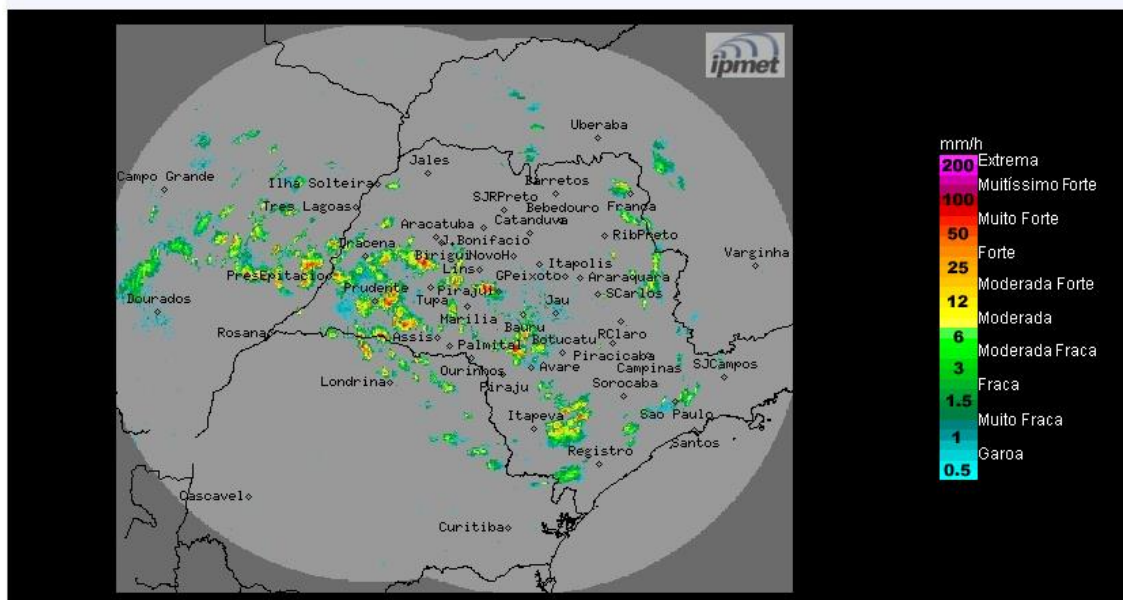 ipmet
Uberaba
Jales
Campo Grande
Ilha Solteira
Barretos
SJRPreto
Franca
Tres Lagoas
Bebedouro
Catanduva
Aracatuba
RibPreto
Dracena
J.Bonifacio
Birigui
Novo H
Varginha
Lins
Itapolis
PresEpitacio
GPeixoto
Araraquara
Prudente
Pirajui
SCarlos
Dourados
Tupa
Jau
Marilia
Bauru
Rosana
Assis
RClaro
Palmital
Botucatu
Piracicaba
Ourinhos
Avare
Campinas
SJCampos
Londrina
Piraju
Sorocaba
Itapeva
Sao Paulo
Santos
Registro
Cascavel
Curitiba
mm/h
200 Extrema
Muitíssimo Forte
100
Muito Forte
50
Forte
25
Moderada Forte
12
Moderada
6
Moderada Fraca
3
Fraca
1.5
Muito Fraca
1
Garoa
0.5